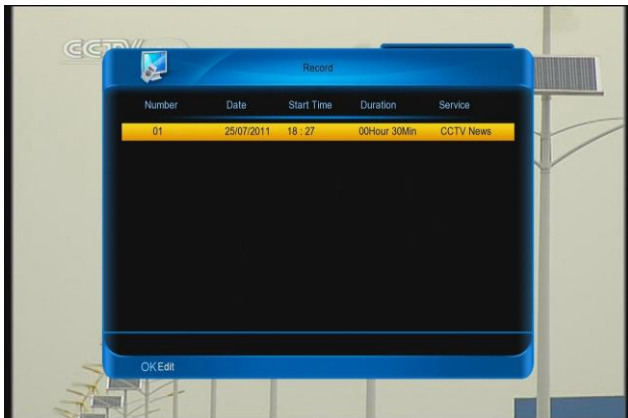 CCTV
Record
Number Date Start Time Duration Service
01 25/07/2011 18 : 27 00Hour 30Min CCTV News
OK Edit